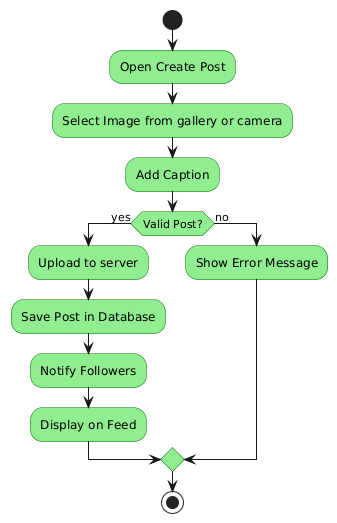 Open Create Post
Select Image from gallery or camera
Add Caption
yes
Valid Post?
no
Upload to server
Show Error Message
Save Post in Database
Notify Followers
Display on Feed